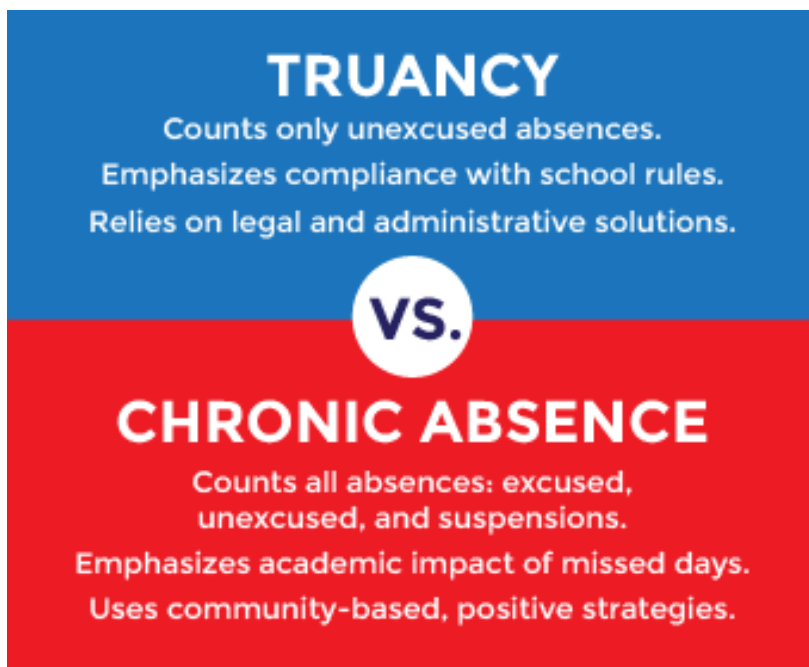 TRUANCY
Counts only unexcused absences.
Emphasizes compliance with school rules.
Relies on legal and administrative solutions.
VS.
CHRONIC ABSENCE
Counts all absences: excused,
unexcused, and suspensions.
Emphasizes academic impact of missed days.
Uses community-based, positive strategies.